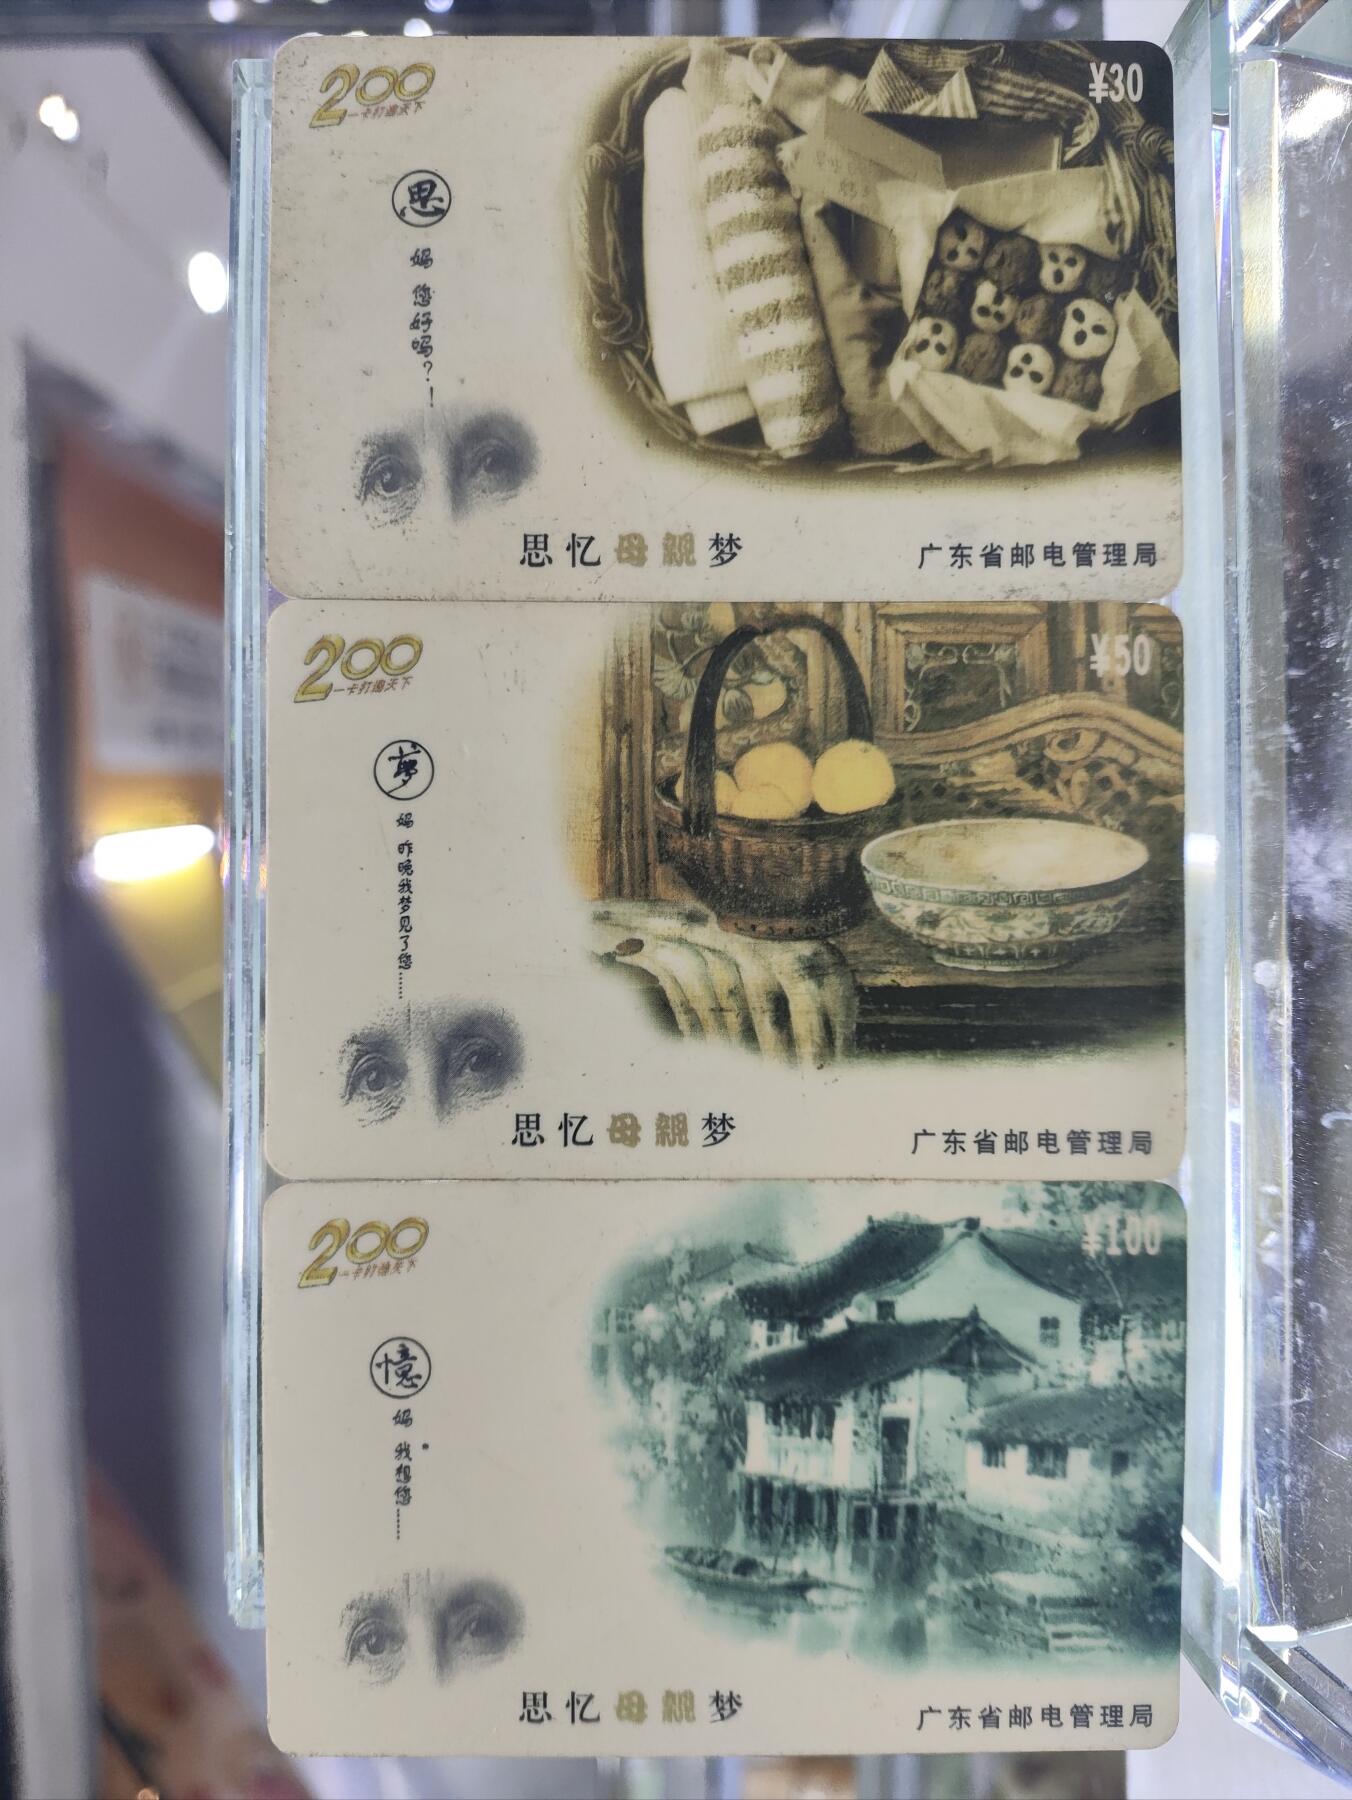 200
一卡打遍天下
¥30
思
妈 您好吗?!
思忆母親梦
广东省邮电管理局
200
一卡打遍天下
¥50
夢
妈 昨晚我梦见了您……
思忆母親梦
广东省邮电管理局
200
一卡打遍天下
¥100
憶
妈 我想您……
思忆母親梦
广东省邮电管理局